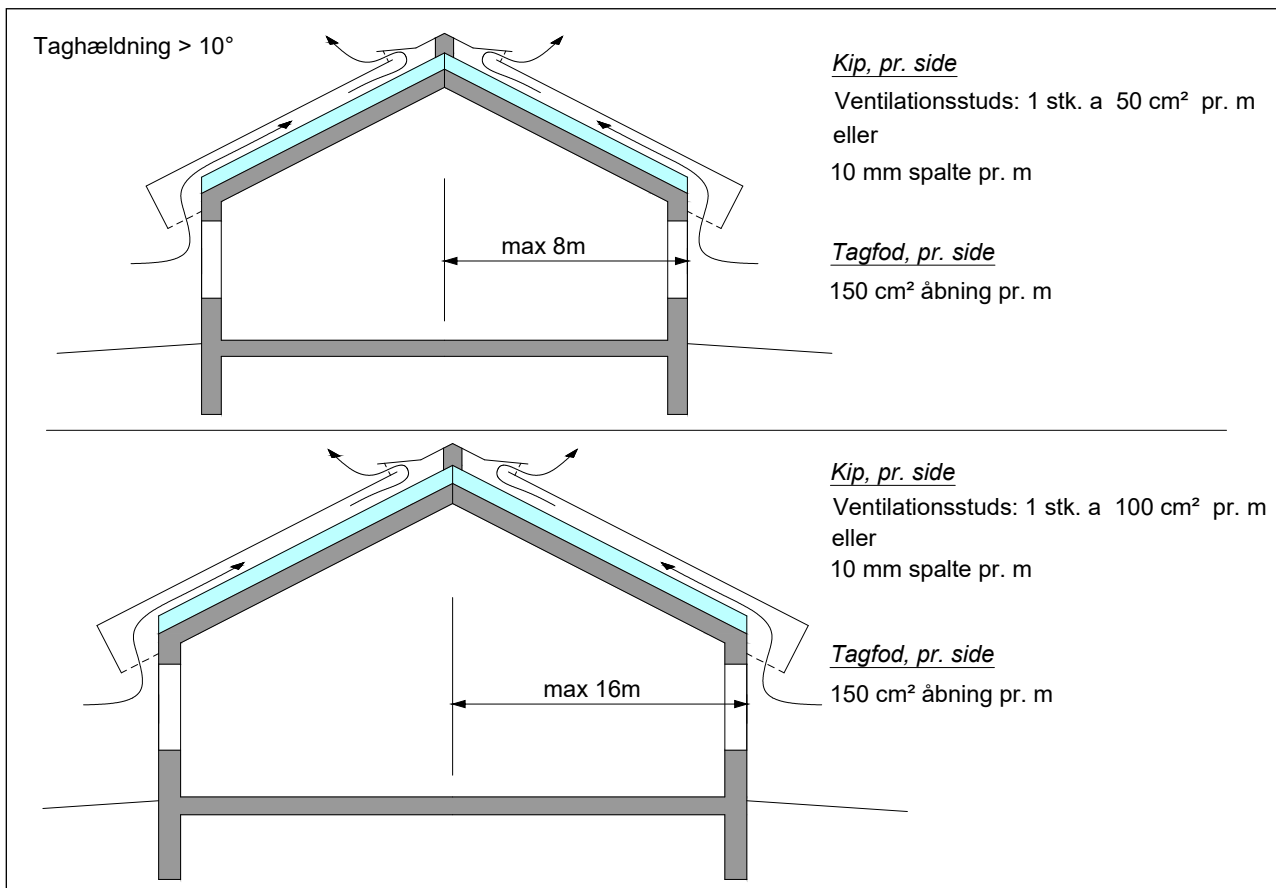 Taghældning > 10°
Kip, pr. side
Ventilationsstuds: 1 stk. a 50 cm² pr. m
eller
10 mm spalte pr. m
max 8m
Tagfod, pr. side
150 cm² åbning pr. m
Kip, pr. side
Ventilationsstuds: 1 stk. a 100 cm² pr. m
eller
10 mm spalte pr. m
max 16m
Tagfod, pr. side
150 cm² åbning pr. m